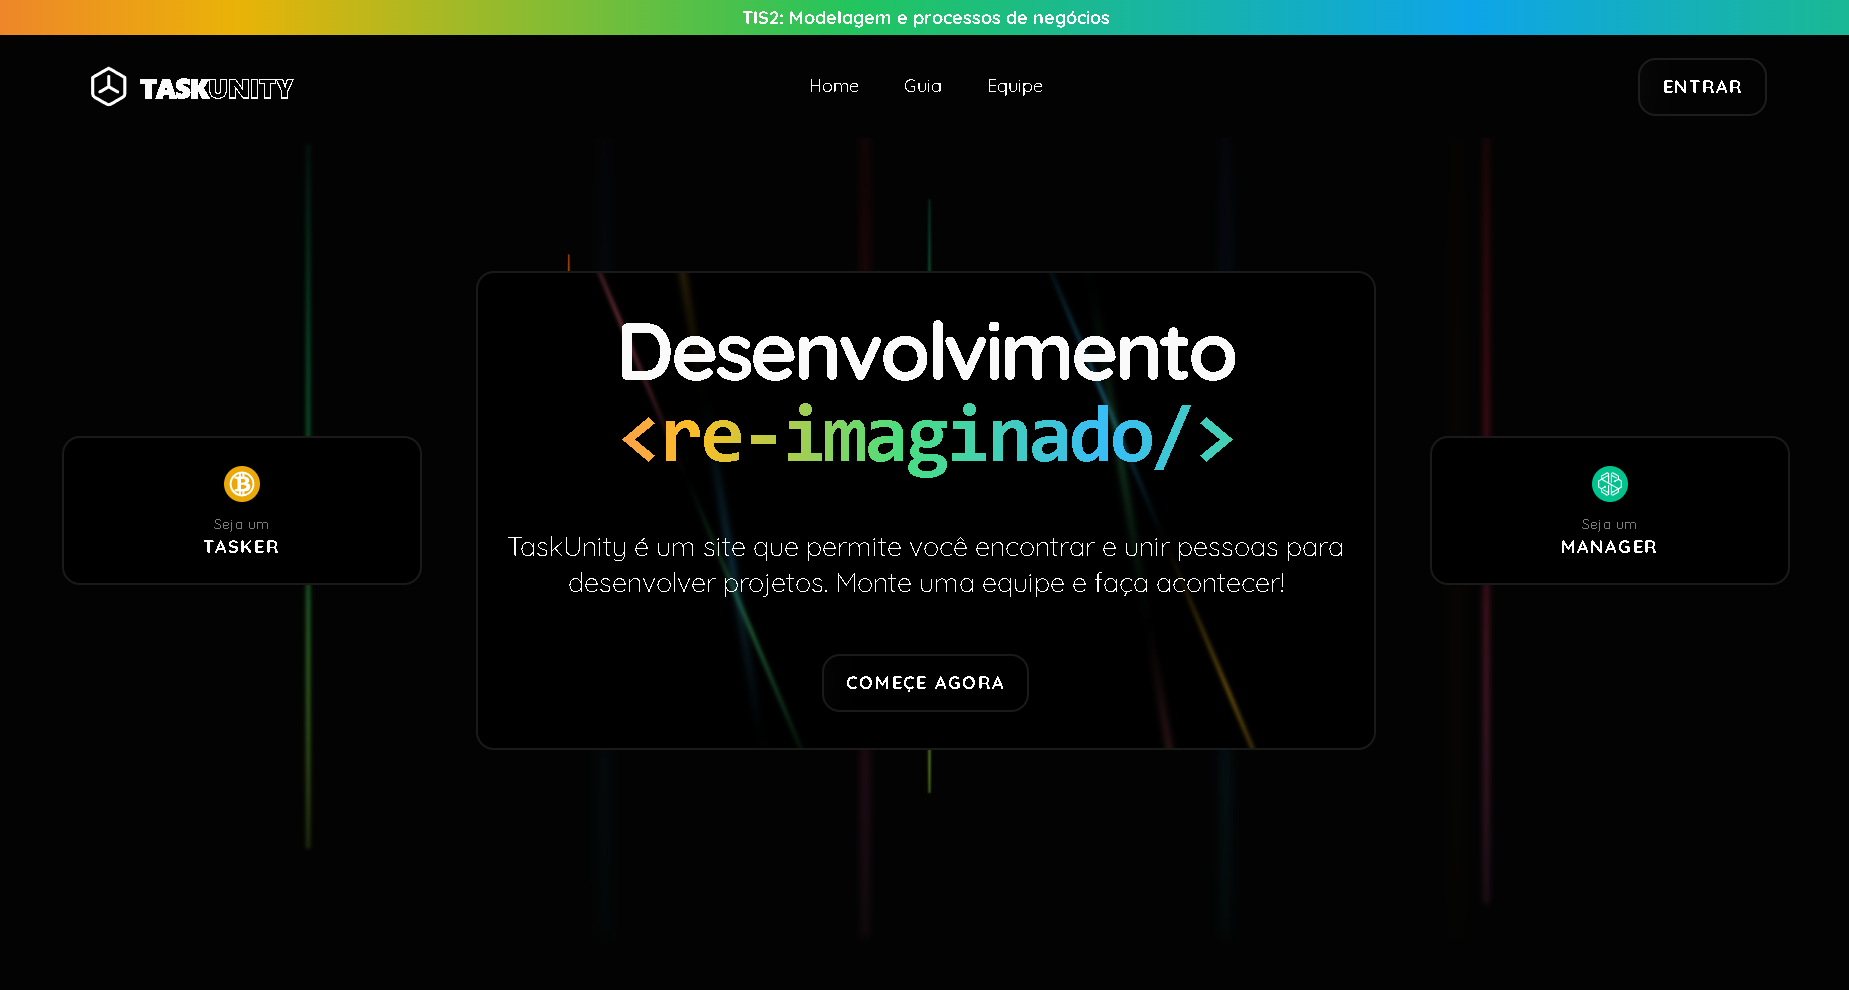 TIS2: Modelagem e processos de negócios
TASKUNITY
Home
Guia
Equipe
ENTRAR
Desenvolvimento
<re-imaginado/>
TaskUnity é um site que permite você encontrar e unir pessoas para
desenvolver projetos. Monte uma equipe e faça acontecer!
COMEÇE AGORA
Seja um
TASKER
Seja um
MANAGER